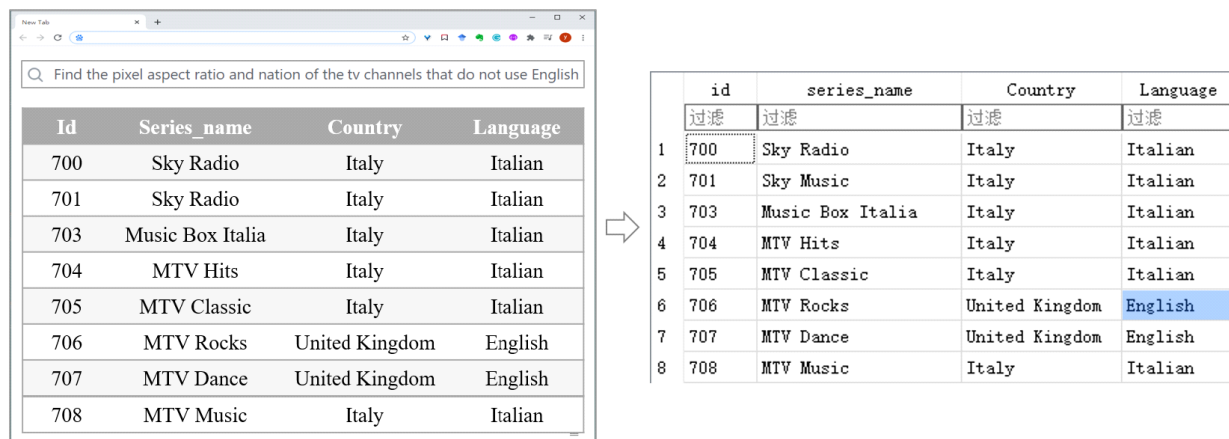 New Tab
Find the pixel aspect ratio and nation of the tv channels that do not use English
Id Series_name Country Language
700 Sky Radio Italy Italian
701 Sky Radio Italy Italian
703 Music Box Italia Italy Italian
704 MTV Hits Italy Italian
705 MTV Classic Italy Italian
706 MTV Rocks United Kingdom English
707 MTV Dance United Kingdom English
708 MTV Music Italy Italian
id series_name Country Language
过滤 过滤 过滤 过滤
1 700 Sky Radio Italy Italian
2 701 Sky Music Italy Italian
3 703 Music Box Italia Italy Italian
4 704 MTV Hits Italy Italian
5 705 MTV Classic Italy Italian
6 706 MTV Rocks United Kingdom English
7 707 MTV Dance United Kingdom English
8 708 MTV Music Italy Italian